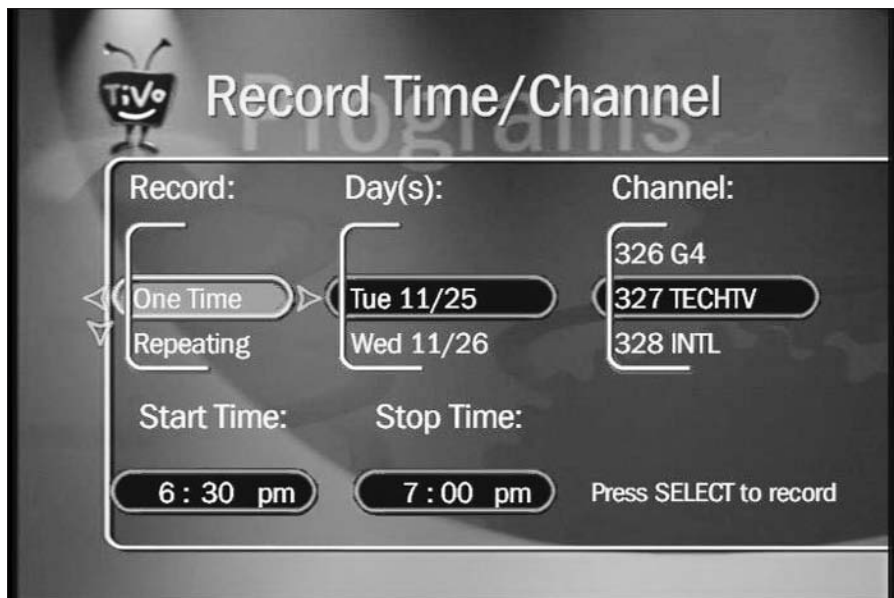 TiVo
Programs
Record Time/Channel
Record: Day(s): Channel:
326 G4
One Time Tue 11/25 327 TECHTV
Repeating Wed 11/26 328 INTL
Start Time: Stop Time:
6:30 pm 7:00 pm Press SELECT to record